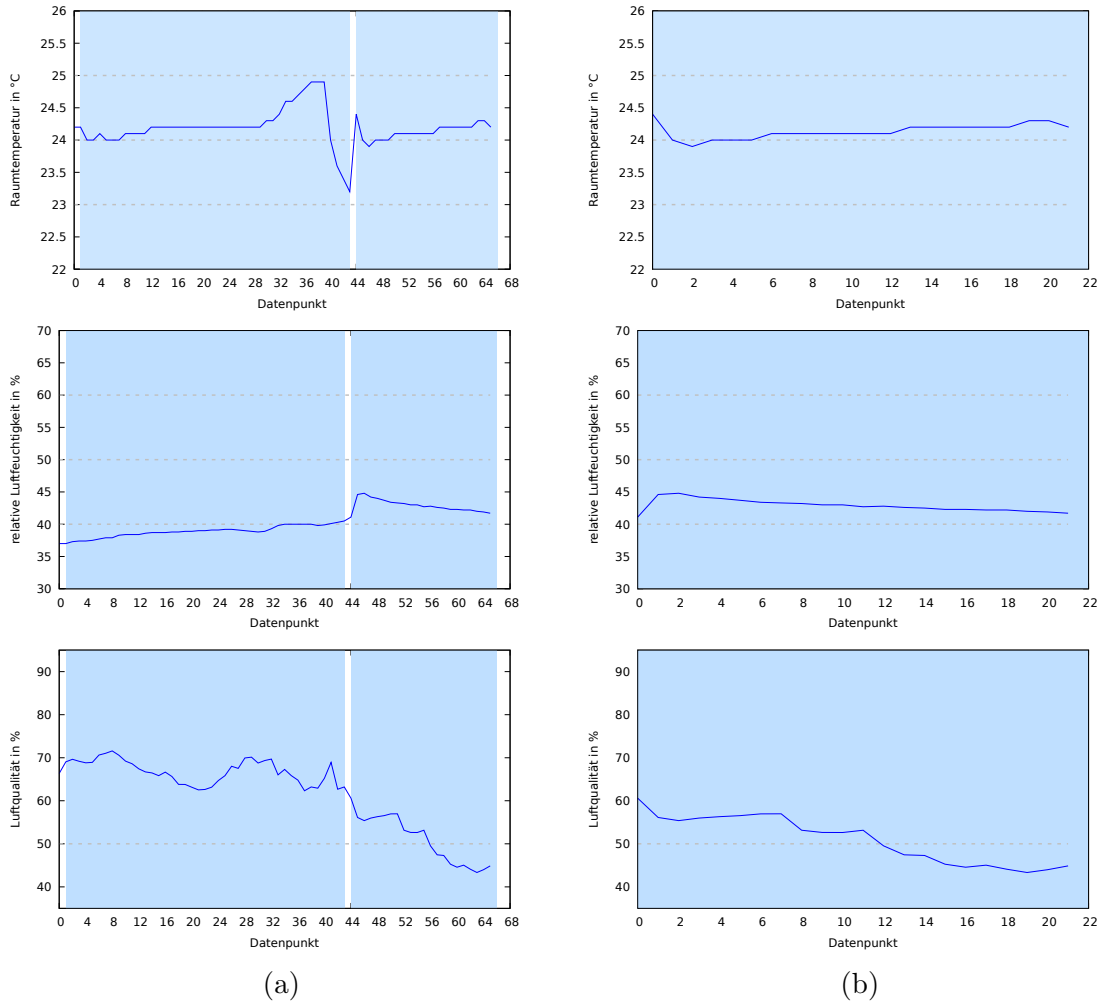 26
25.5
25
24.5
24
23.5
23
22.5
22
Raumtemperatur in °C
0 4 8 12 16 20 24 28 32 36 40 44 48 52 56 60 64 68
Datenpunkt
26
25.5
25
24.5
24
23.5
23
22.5
22
Raumtemperatur in °C
0 2 4 6 8 10 12 14 16 18 20 22
Datenpunkt
70
65
60
55
50
45
40
35
30
relative Luftfeuchtigkeit in %
0 4 8 12 16 20 24 28 32 36 40 44 48 52 56 60 64 68
Datenpunkt
70
65
60
55
50
45
40
35
30
relative Luftfeuchtigkeit in %
0 2 4 6 8 10 12 14 16 18 20 22
Datenpunkt
90
80
70
60
50
40
Luftqualität in %
0 4 8 12 16 20 24 28 32 36 40 44 48 52 56 60 64 68
Datenpunkt
90
80
70
60
50
40
Luftqualität in %
0 2 4 6 8 10 12 14 16 18 20 22
Datenpunkt
(a)
(b)